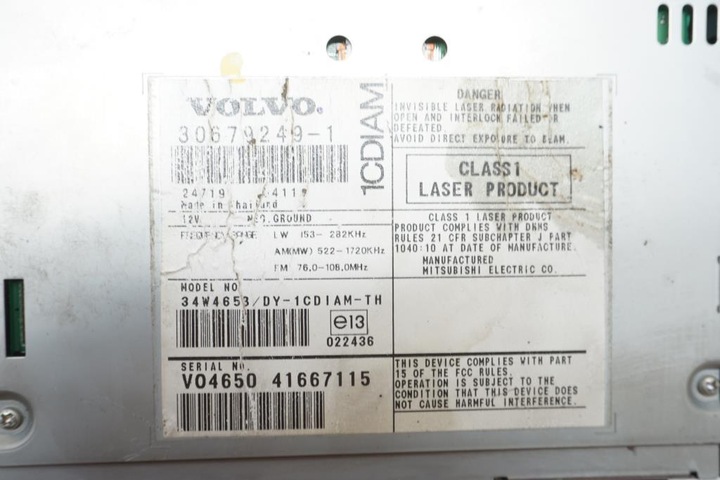 VOLVO.
30679249-1
1CDIAM
24719 411
Made in Thailand
12V NEG.GROUND
FREQUENCY RANGE LW 153- 282KHz
AM(MW) 522-1720KHz
FM 76.0-108.0MHz
MODEL NO.
34W4653/DY-1CDIAM-TH
e13
022436
SERIAL No.
VO4650 41667115
DANGER
INVISIBLE LASER RADIATION WHEN
OPEN AND INTERLOCK FAILED OR
DEFEATED.
AVOID DIRECT EXPOSURE TO BEAM.
CLASS1
LASER PRODUCT
CLASS 1 LASER PRODUCT
PRODUCT COMPLIES WITH DHHS
RULES 21 CFR SUBCHAPTER J PART
1040:10 AT DATE OF MANUFACTURE.
MANUFACTURED
MITSUBISHI ELECTRIC CO.
THIS DEVICE COMPLIES WITH PART
15 OF THE FCC RULES.
OPERATION IS SUBJECT TO THE
CONDITION THAT THIS DEVICE DOES
NOT CAUSE HARMFUL INTERFERENCE.